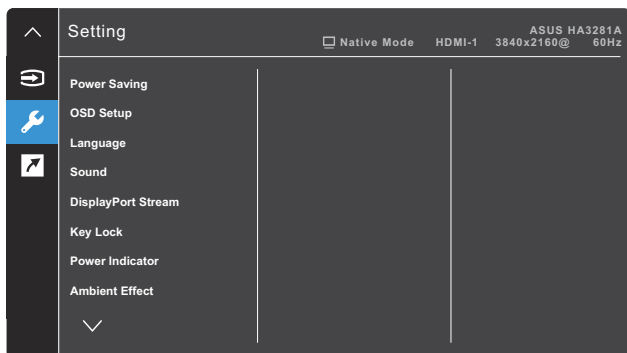 Setting
ASUS HA3281A
Native Mode HDMI-1 3840x2160@ 60Hz
Power Saving
OSD Setup
Language
Sound
DisplayPort Stream
Key Lock
Power Indicator
Ambient Effect